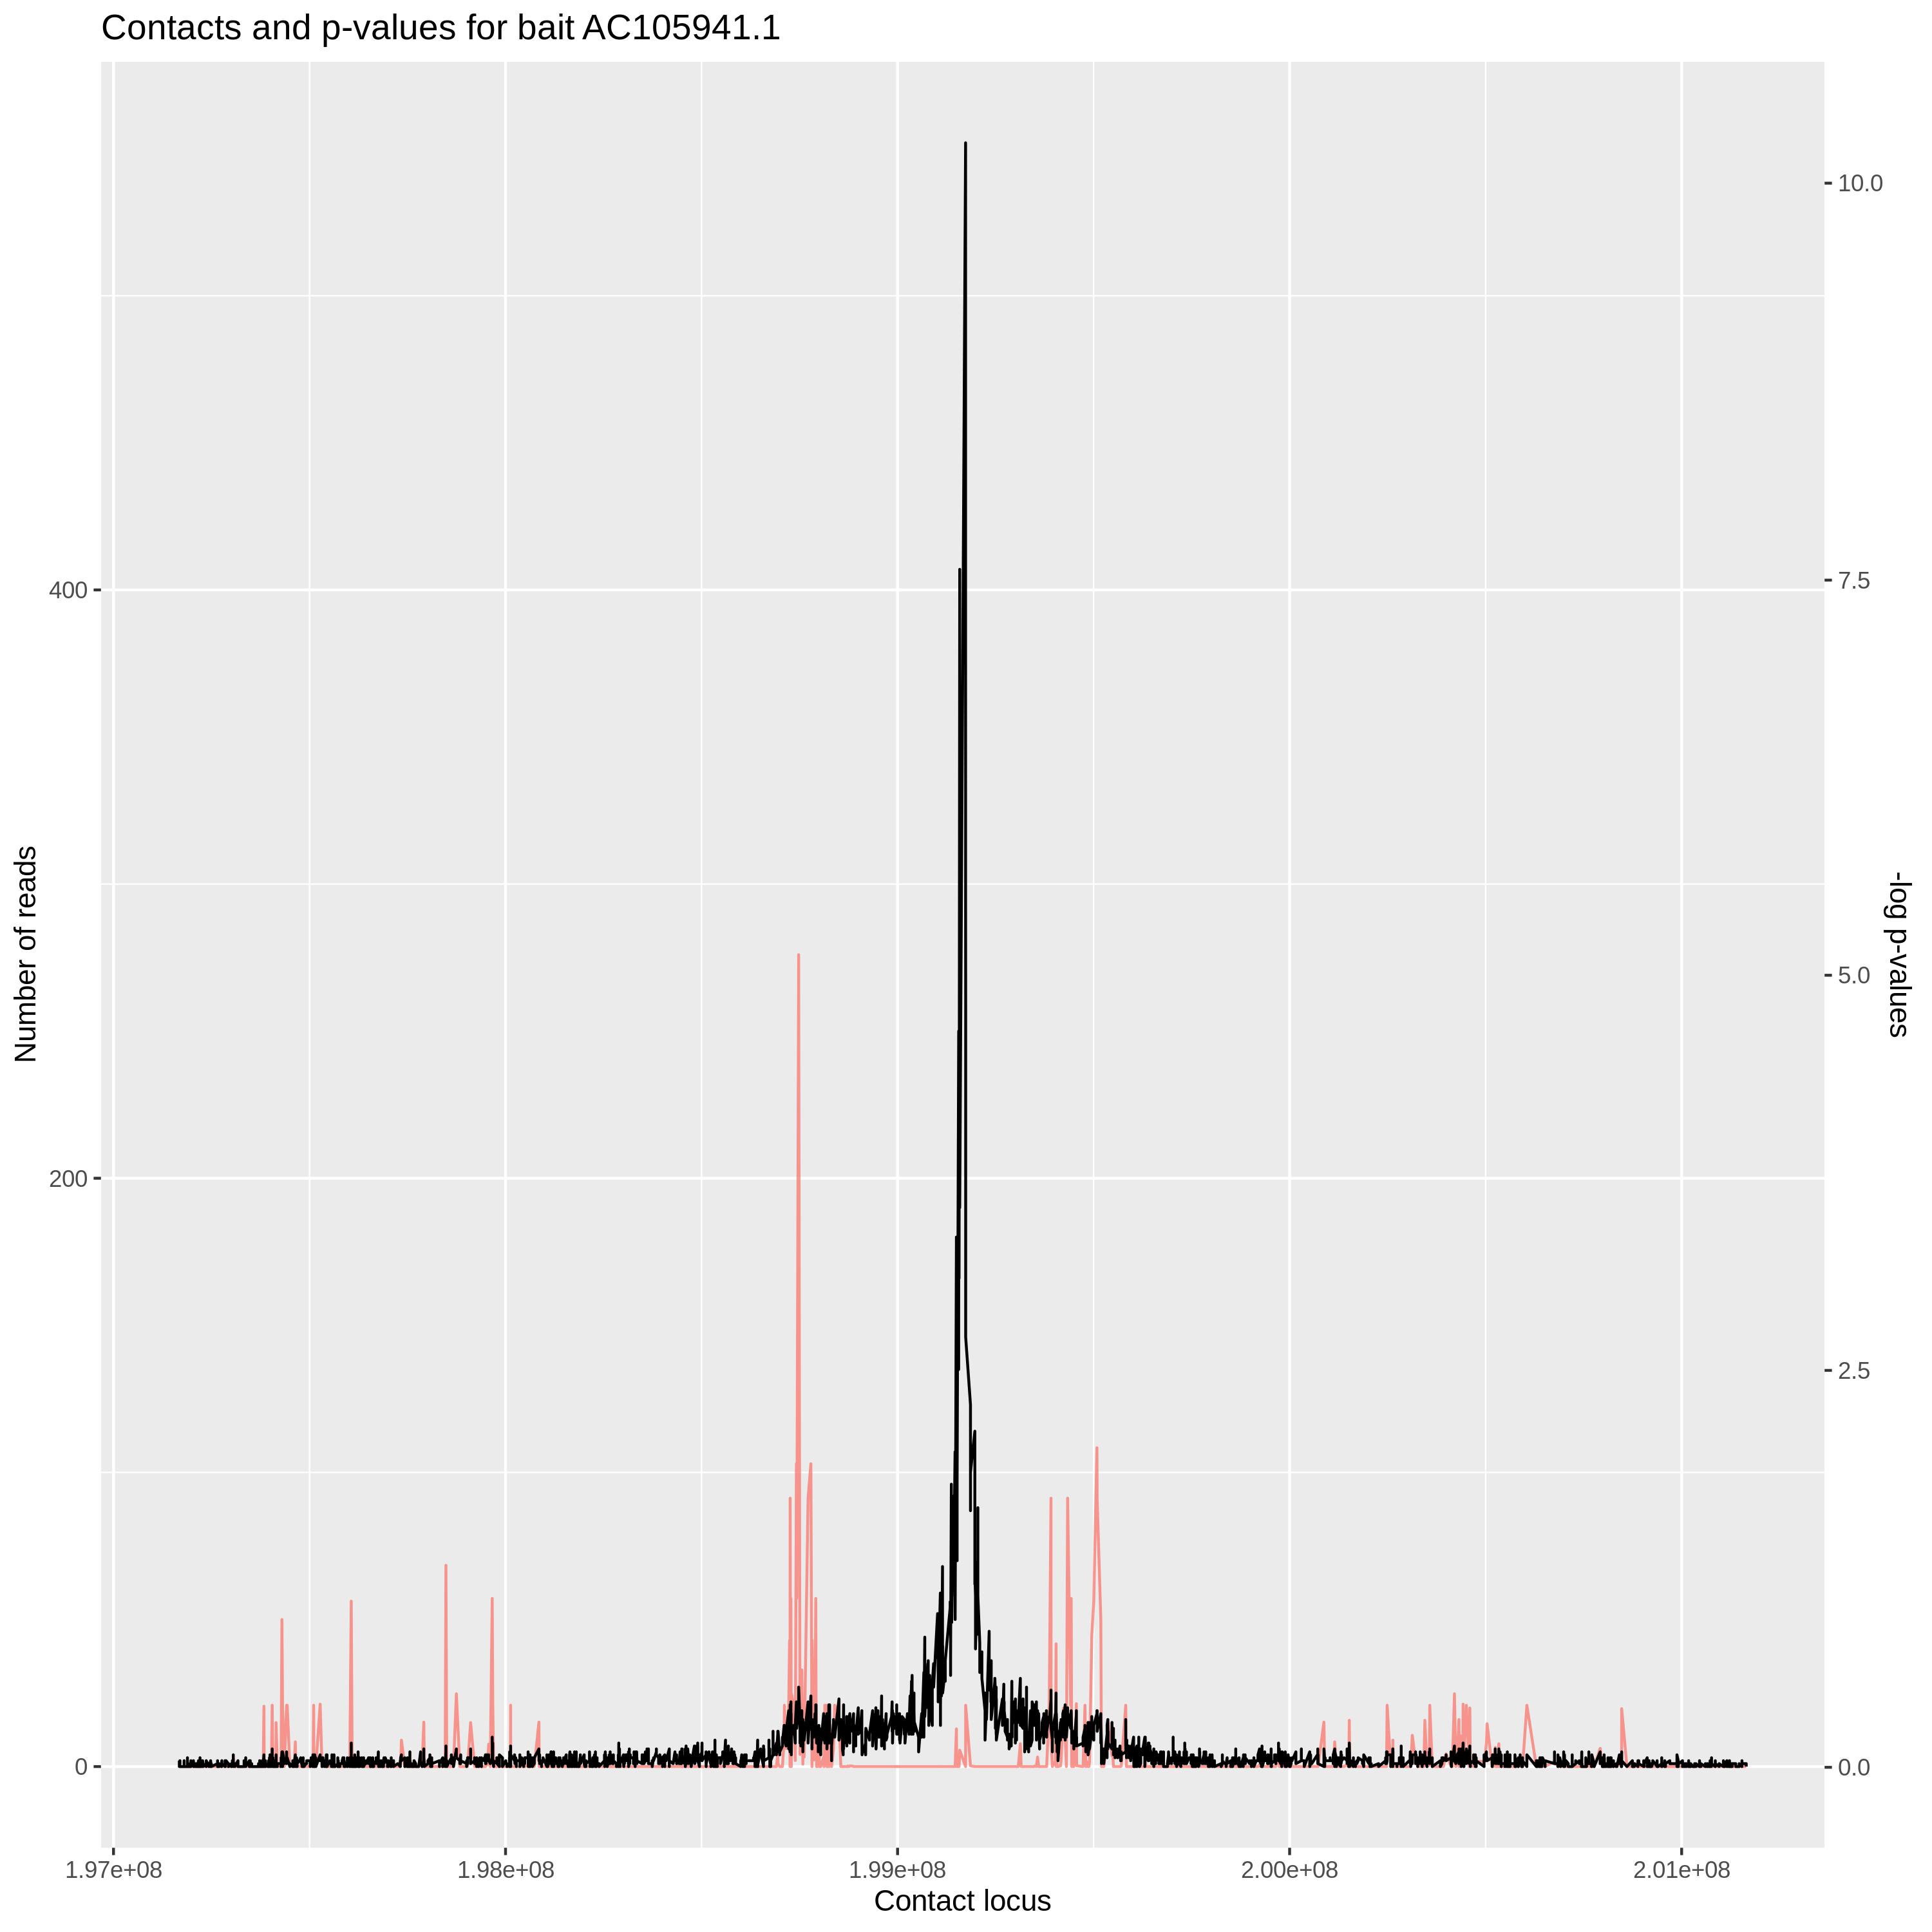 Contacts and p-values for bait AC105941.1
Number of reads
400
200
0
10.0
7.5
5.0
2.5
0.0
-log p-values
1.97e+08 1.98e+08 1.99e+08 2.00e+08 2.01e+08
Contact locus